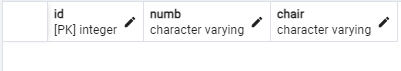 id numb chair
[PK] integer character varying character varying